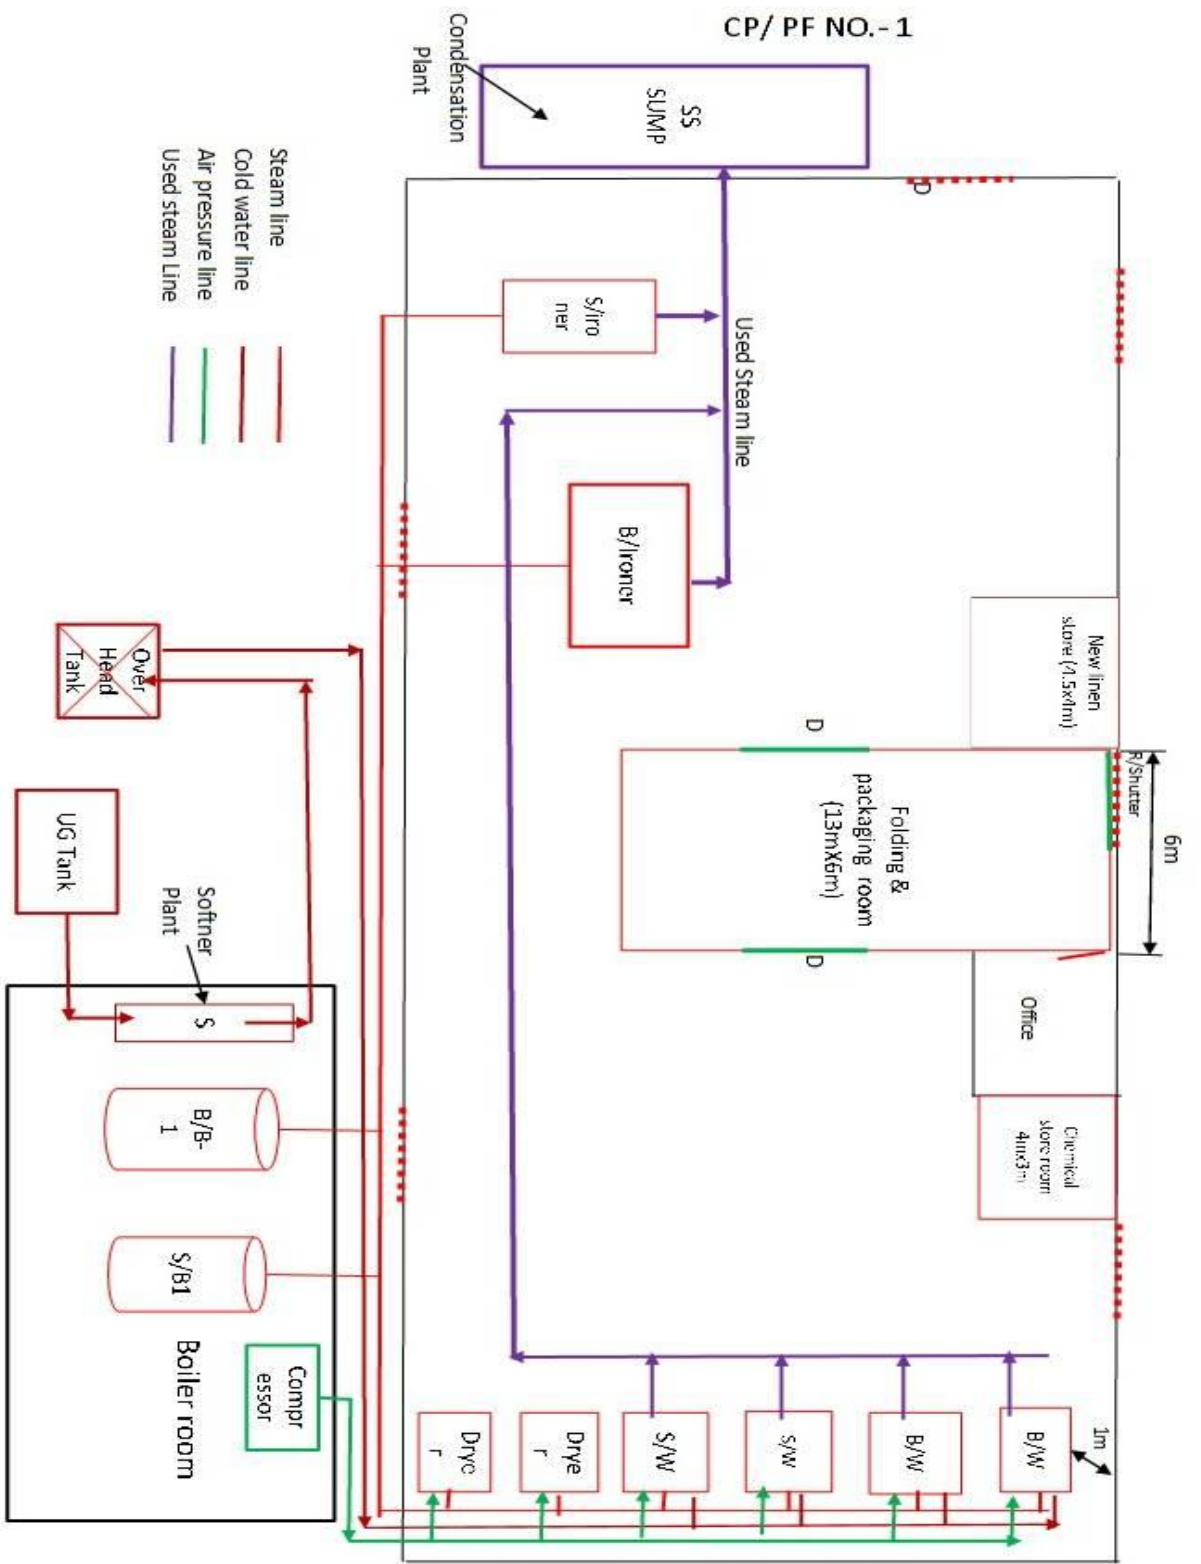 CP/ PF NO.- 1
Condensation
Plant
SS
SUMP
Steam line
Cold water line
Air pressure line
Used steam Line
D
S/iro
ner
Used Steam line
B/Ironer
New linen
store (4.5x4m)
R/Shutter
6m
D
Folding &
packaging room
(13mX6m)
D
Office
Chemical
store room
4mx3m
Over
Head
Tank
UG Tank
Softner
Plant
S
B/B-
1
S/B1
Boiler room
Compr
essor
Drye
r
Drye
r
S/W
s/w
B/W
B/W
1m